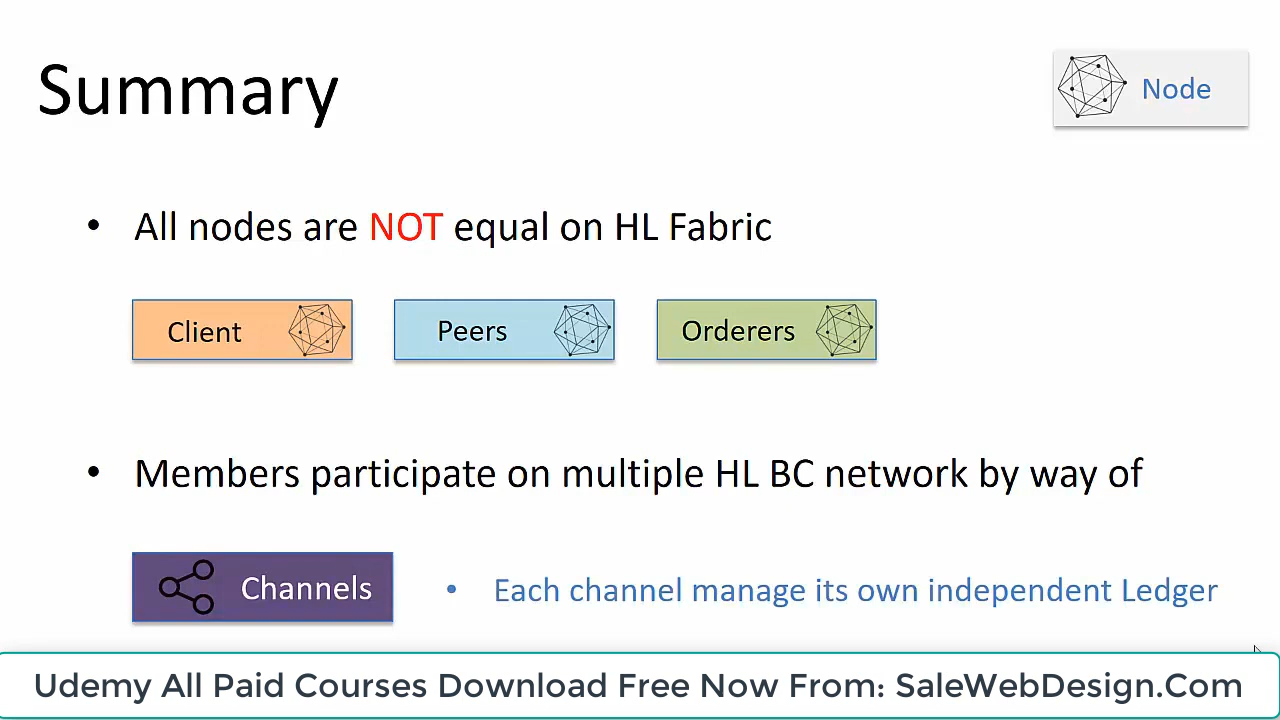 Summary
Node
• All nodes are NOT equal on HL Fabric
Client
Peers
Orderers
• Members participate on multiple HL BC network by way of
Channels
• Each channel manage its own independent Ledger
Udemy All Paid Courses Download Free Now From: SaleWebDesign.Com